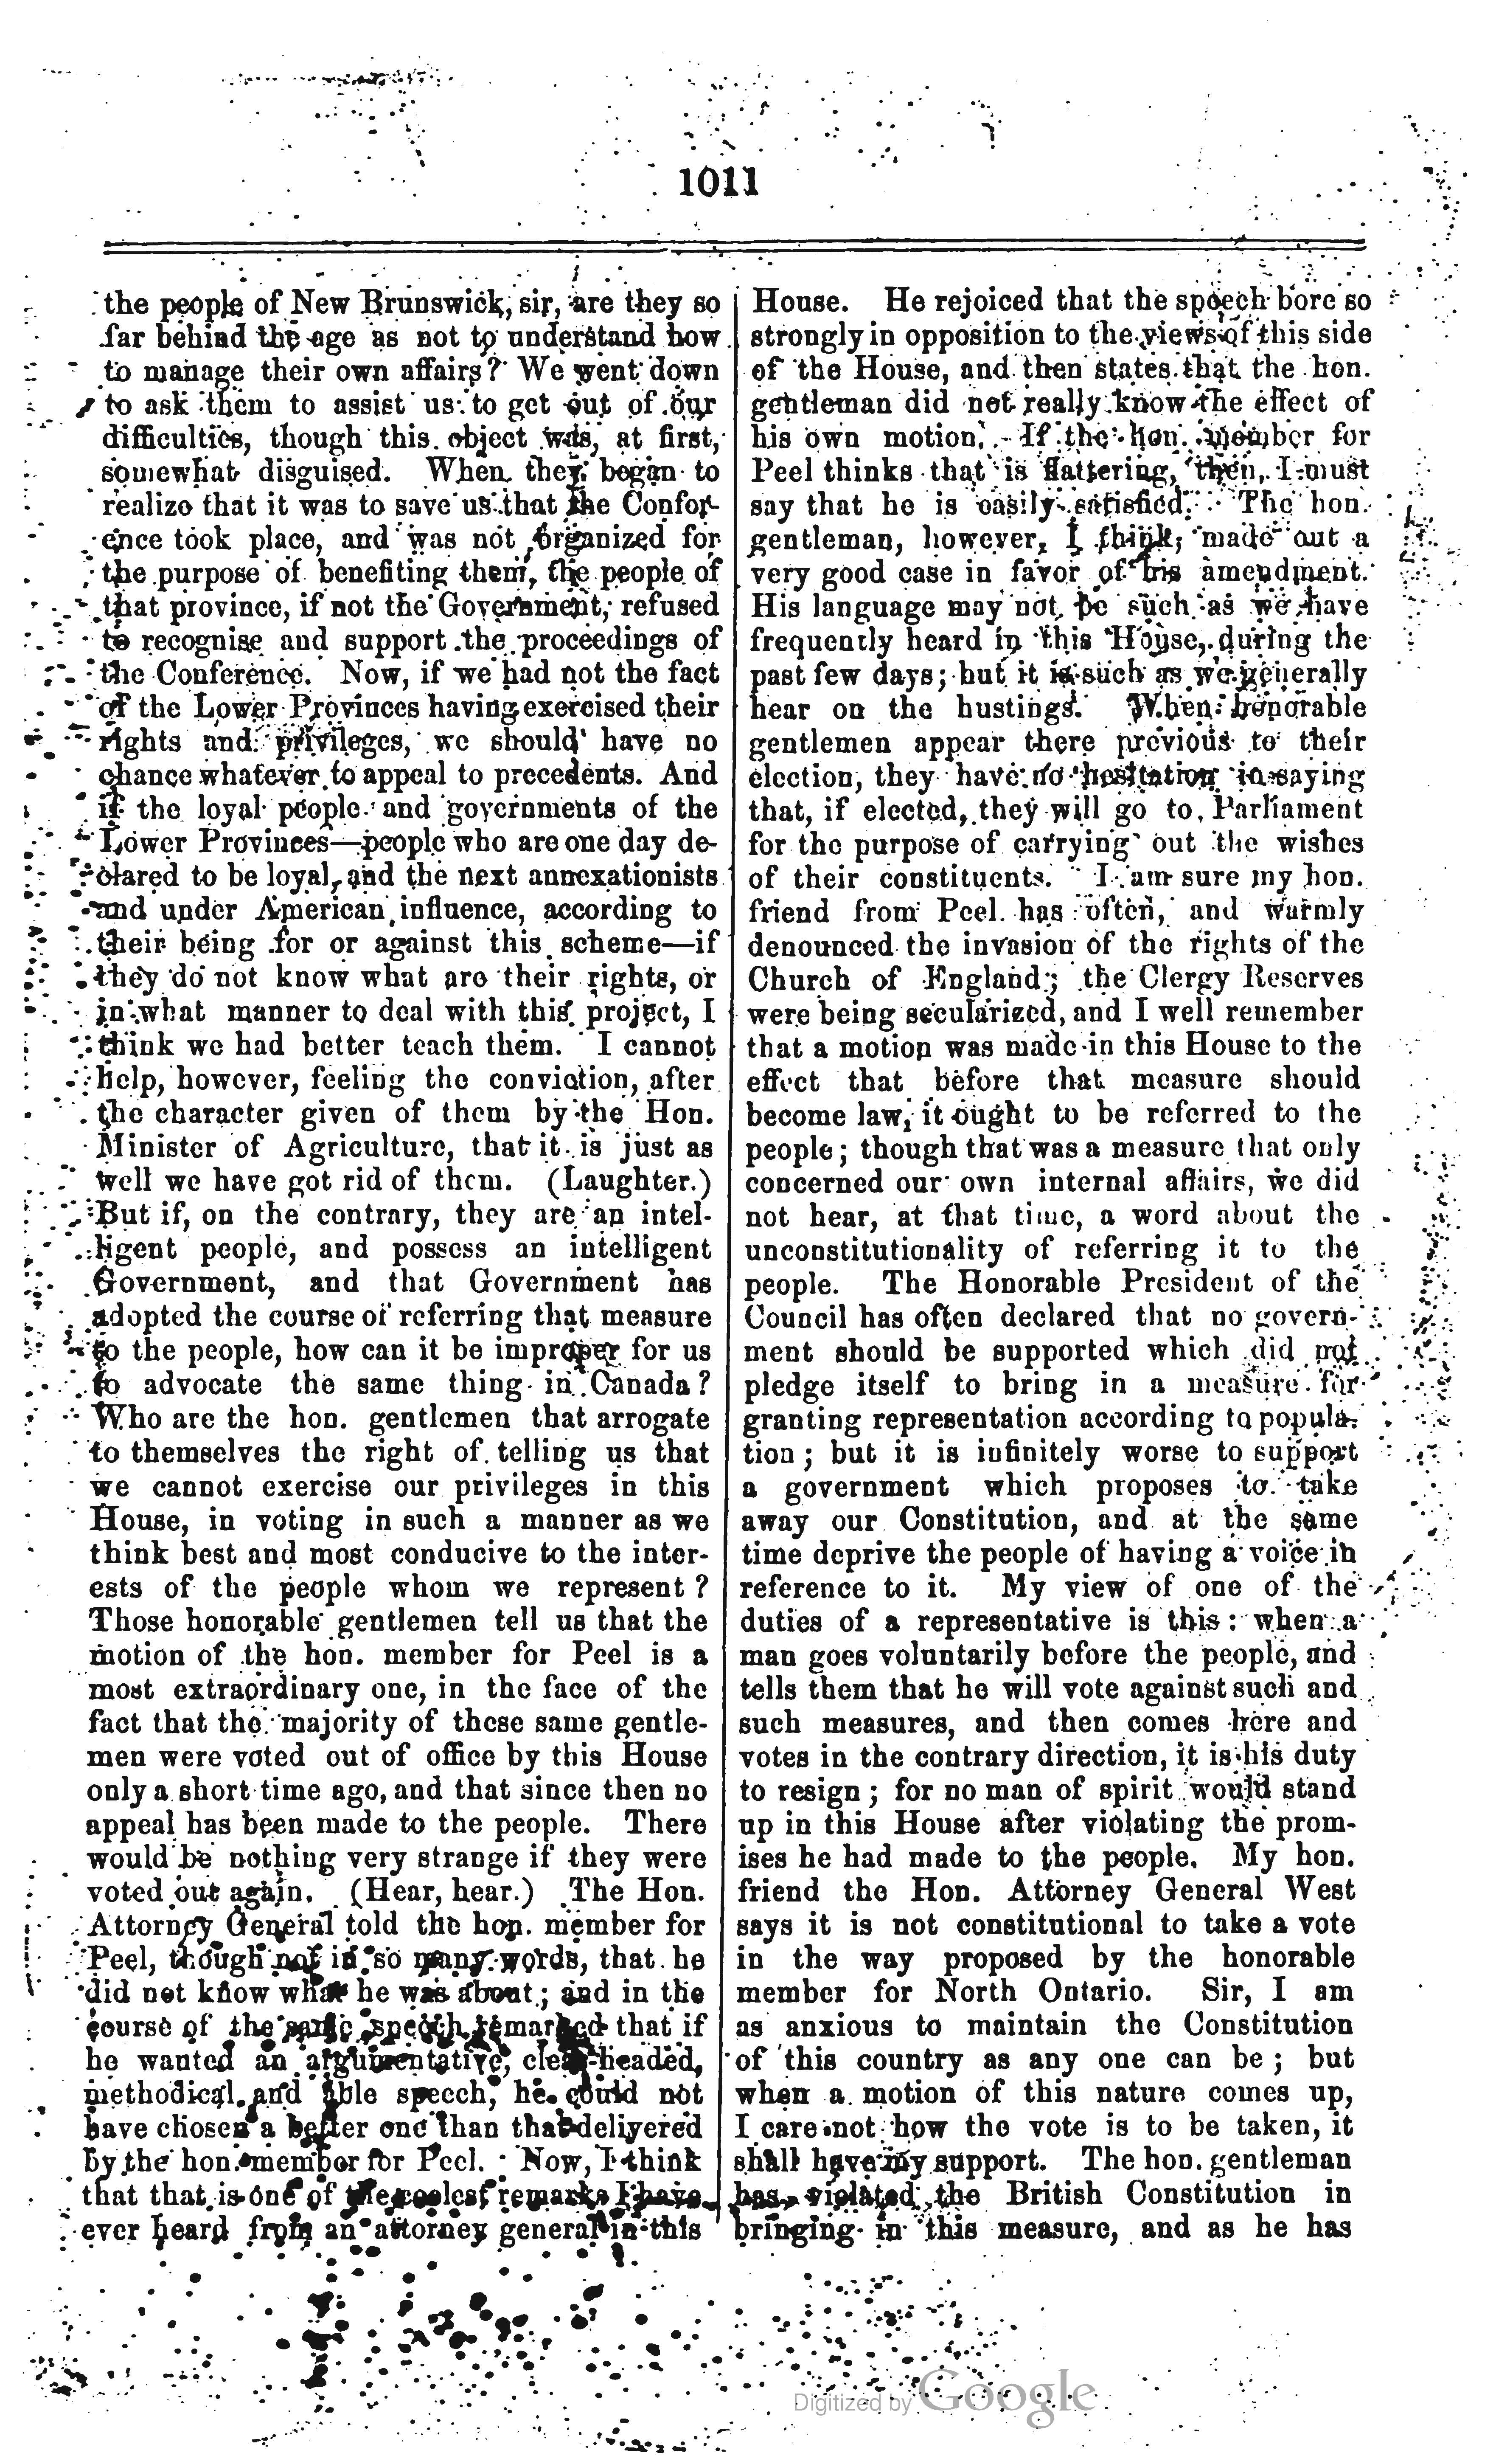 1011
the people of New Brunswick, sir, are they so
far behind the age as not to understand how
to manage their own affairs? We went down
to ask them to assist us to get out of our
difficulties, though this object was, at first,
somewhat disguised. When they began to
realize that it was to save us that the Confer-
ence took place, and was not organized for
the purpose of benefiting them, the people of
that province, if not the Government, refused
to recognise and support the proceedings of
the Conference. Now, if we had not the fact
of the Lower Provinces having exercised their
rights and privileges, we should have no
chance whatever to appeal to precedents. And
if the loyal people and governments of the
Lower Provinces—people who are one day de-
clared to be loyal, and the next annexationists
and under American influence, according to
their being for or against this scheme—if
they do not know what are their rights, or
in what manner to deal with this project, I
think we had better teach them. I cannot
help, however, feeling the conviction, after
the character given of them by the Hon.
Minister of Agriculture, that it is just as
well we have got rid of them. (Laughter.)
But if, on the contrary, they are an intel-
ligent people, and possess an intelligent
Government, and that Government has
adopted the course of referring that measure
to the people, how can it be improper for us
to advocate the same thing in Canada?
Who are the hon. gentlemen that arrogate
to themselves the right of telling us that
we cannot exercise our privileges in this
House, in voting in such a manner as we
think best and most conducive to the inter-
ests of the people whom we represent?
Those honorable gentlemen tell us that the
motion of the hon. member for Peel is a
most extraordinary one, in the face of the
fact that the majority of these same gentle-
men were voted out of office by this House
only a short time ago, and that since then no
appeal has been made to the people. There
would be nothing very strange if they were
voted out again. (Hear, hear.) The Hon.
Attorney General told the hon. member for
Peel, though not in so many words, that he
did not know what he was about; and in the
course of the same speech remarked that if
he wanted an argumentative, clear-headed,
methodical and able speech, he could not
have chosen a better one than that delivered
by the hon. member for Peel. Now, I think
that that is one of the coolest remarks I have
ever heard from an attorney general in this
House. He rejoiced that the speech bore so
strongly in opposition to the views of this side
of the House, and then states that the hon.
gentleman did not really know the effect of
his own motion. If the hon. member for
Peel thinks that is flattering, then, I must
say that he is easily satisfied. The hon.
gentleman, however, I think, made out a
very good case in favor of his amendment.
His language may not be such as we have
frequently heard in this House, during the
past few days; but it is such as we generally
hear on the hustings. When honorable
gentlemen appear there previous to their
election, they have no hesitation in saying
that, if elected, they will go to Parliament
for the purpose of carrying out the wishes
of their constituents. I am sure my hon.
friend from Peel has often, and warmly
denounced the invasion of the rights of the
Church of England; the Clergy Reserves
were being secularized, and I well remember
that a motion was made in this House to the
effect that before that measure should
become law, it ought to be referred to the
people; though that was a measure that only
concerned our own internal affairs, we did
not hear, at that time, a word about the
unconstitutionality of referring it to the
people. The Honorable President of the
Council has often declared that no govern-
ment should be supported which did not
pledge itself to bring in a measure for
granting representation according to popula-
tion; but it is infinitely worse to support
a government which proposes to take
away our Constitution, and at the same
time deprive the people of having a voice in
reference to it. My view of one of the
duties of a representative is this: when a
man goes voluntarily before the people, and
tells them that he will vote against such and
such measures, and then comes here and
votes in the contrary direction, it is his duty
to resign; for no man of spirit would stand
up in this House after violating the prom-
ises he had made to the people. My hon.
friend the Hon. Attorney General West
says it is not constitutional to take a vote
in the way proposed by the honorable
member for North Ontario. Sir, I am
as anxious to maintain the Constitution
of this country as any one can be; but
when a motion of this nature comes up,
I care not how the vote is to be taken, it
shall have my support. The hon. gentleman
has violated the British Constitution in
bringing in this measure, and as he has
Digitized by Google